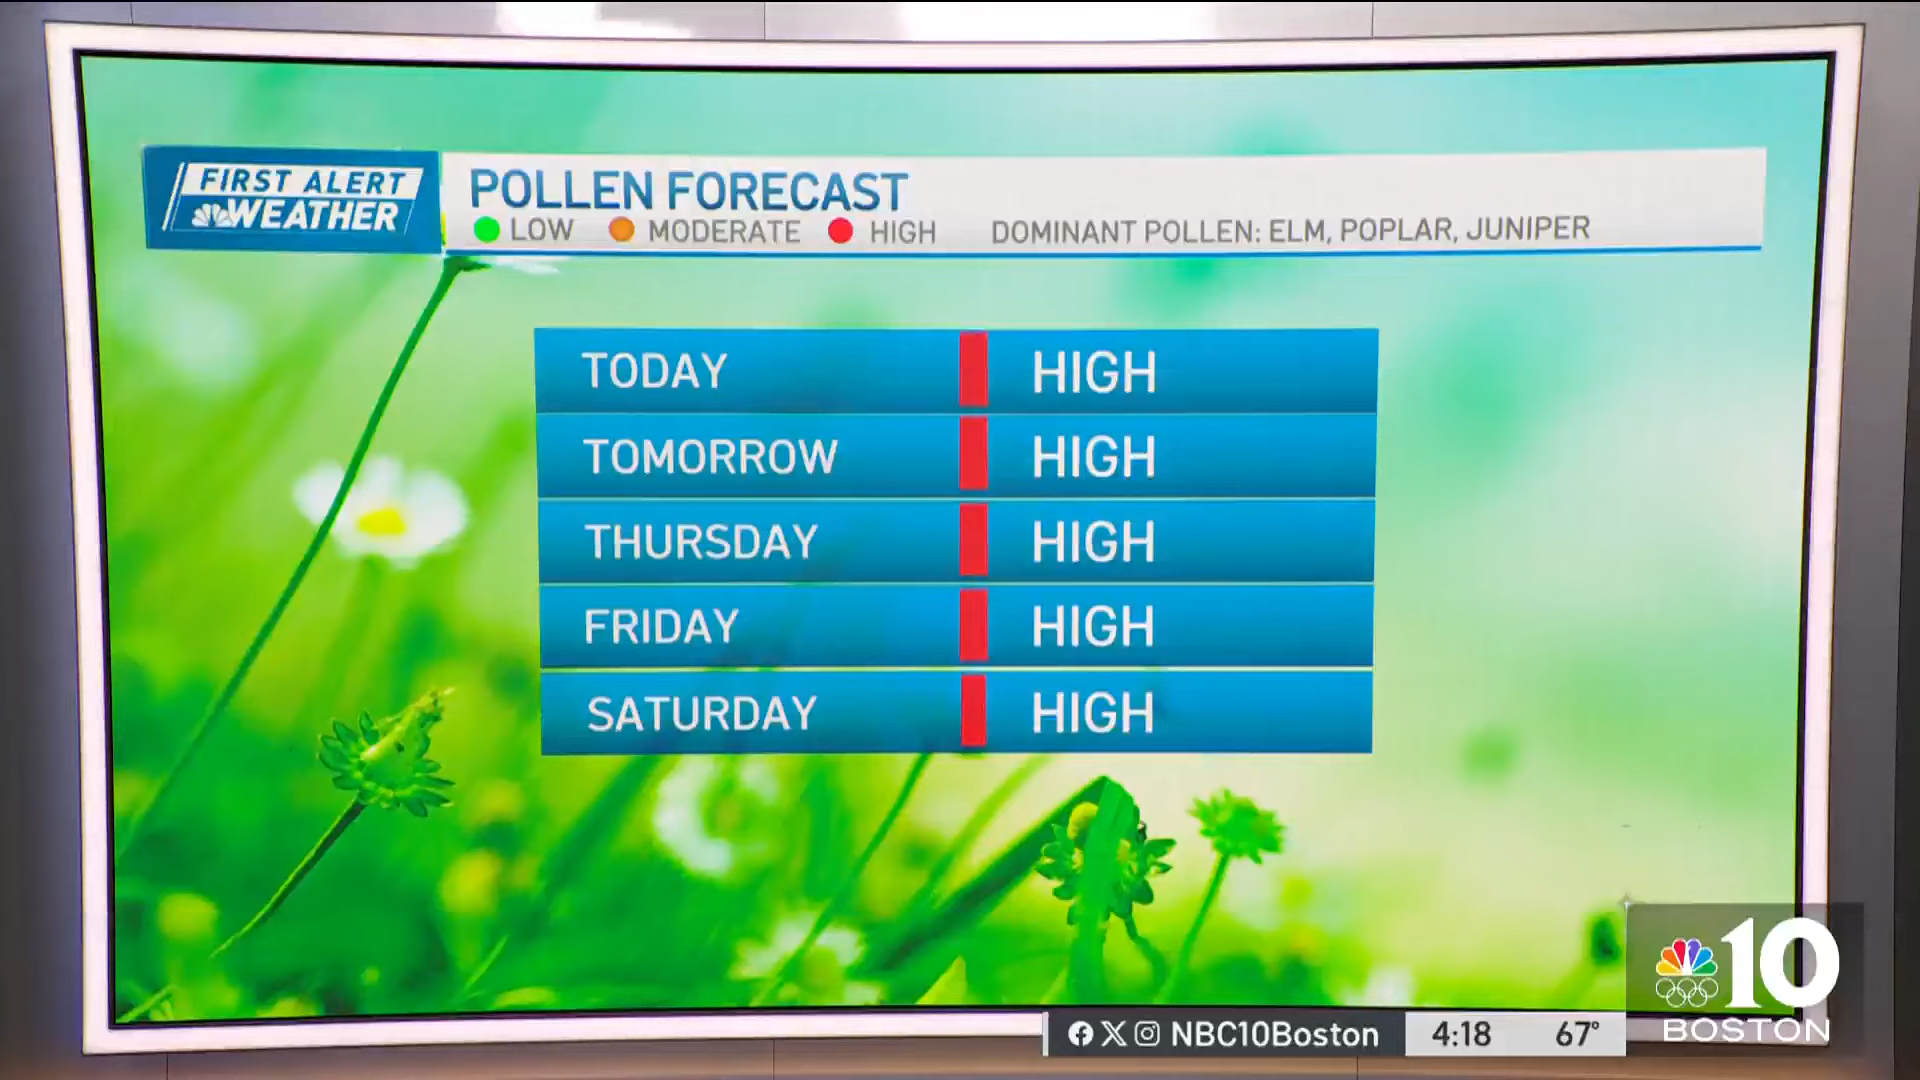 FIRST ALERT
WEATHER
POLLEN FORECAST
LOW MODERATE HIGH DOMINANT POLLEN: ELM, POPLAR, JUNIPER
TODAY HIGH
TOMORROW HIGH
THURSDAY HIGH
FRIDAY HIGH
SATURDAY HIGH
10
BOSTON
NBC10Boston 4:18 67°